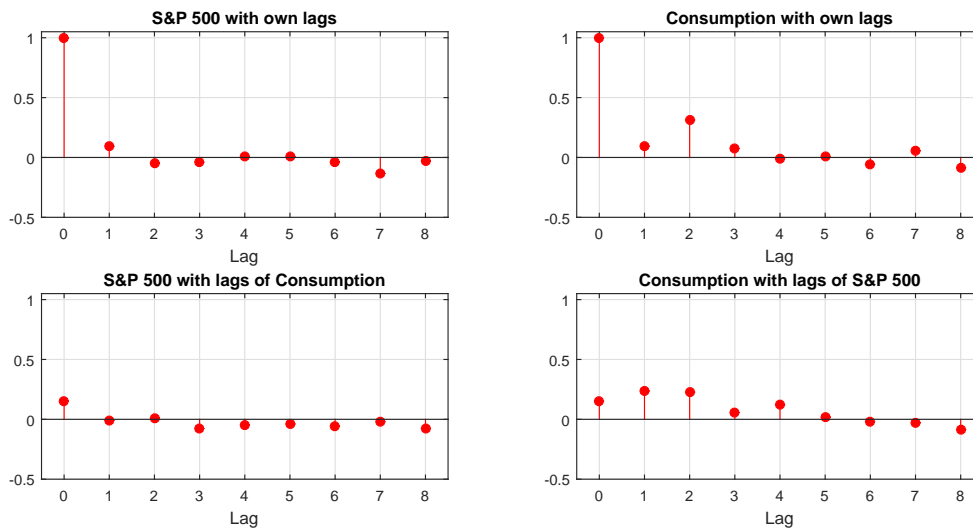 S&P 500 with own lags
1
0.5
0
-0.5
0 1 2 3 4 5 6 7 8
Lag
Consumption with own lags
1
0.5
0
-0.5
0 1 2 3 4 5 6 7 8
Lag
S&P 500 with lags of Consumption
1
0.5
0
-0.5
0 1 2 3 4 5 6 7 8
Lag
Consumption with lags of S&P 500
1
0.5
0
-0.5
0 1 2 3 4 5 6 7 8
Lag